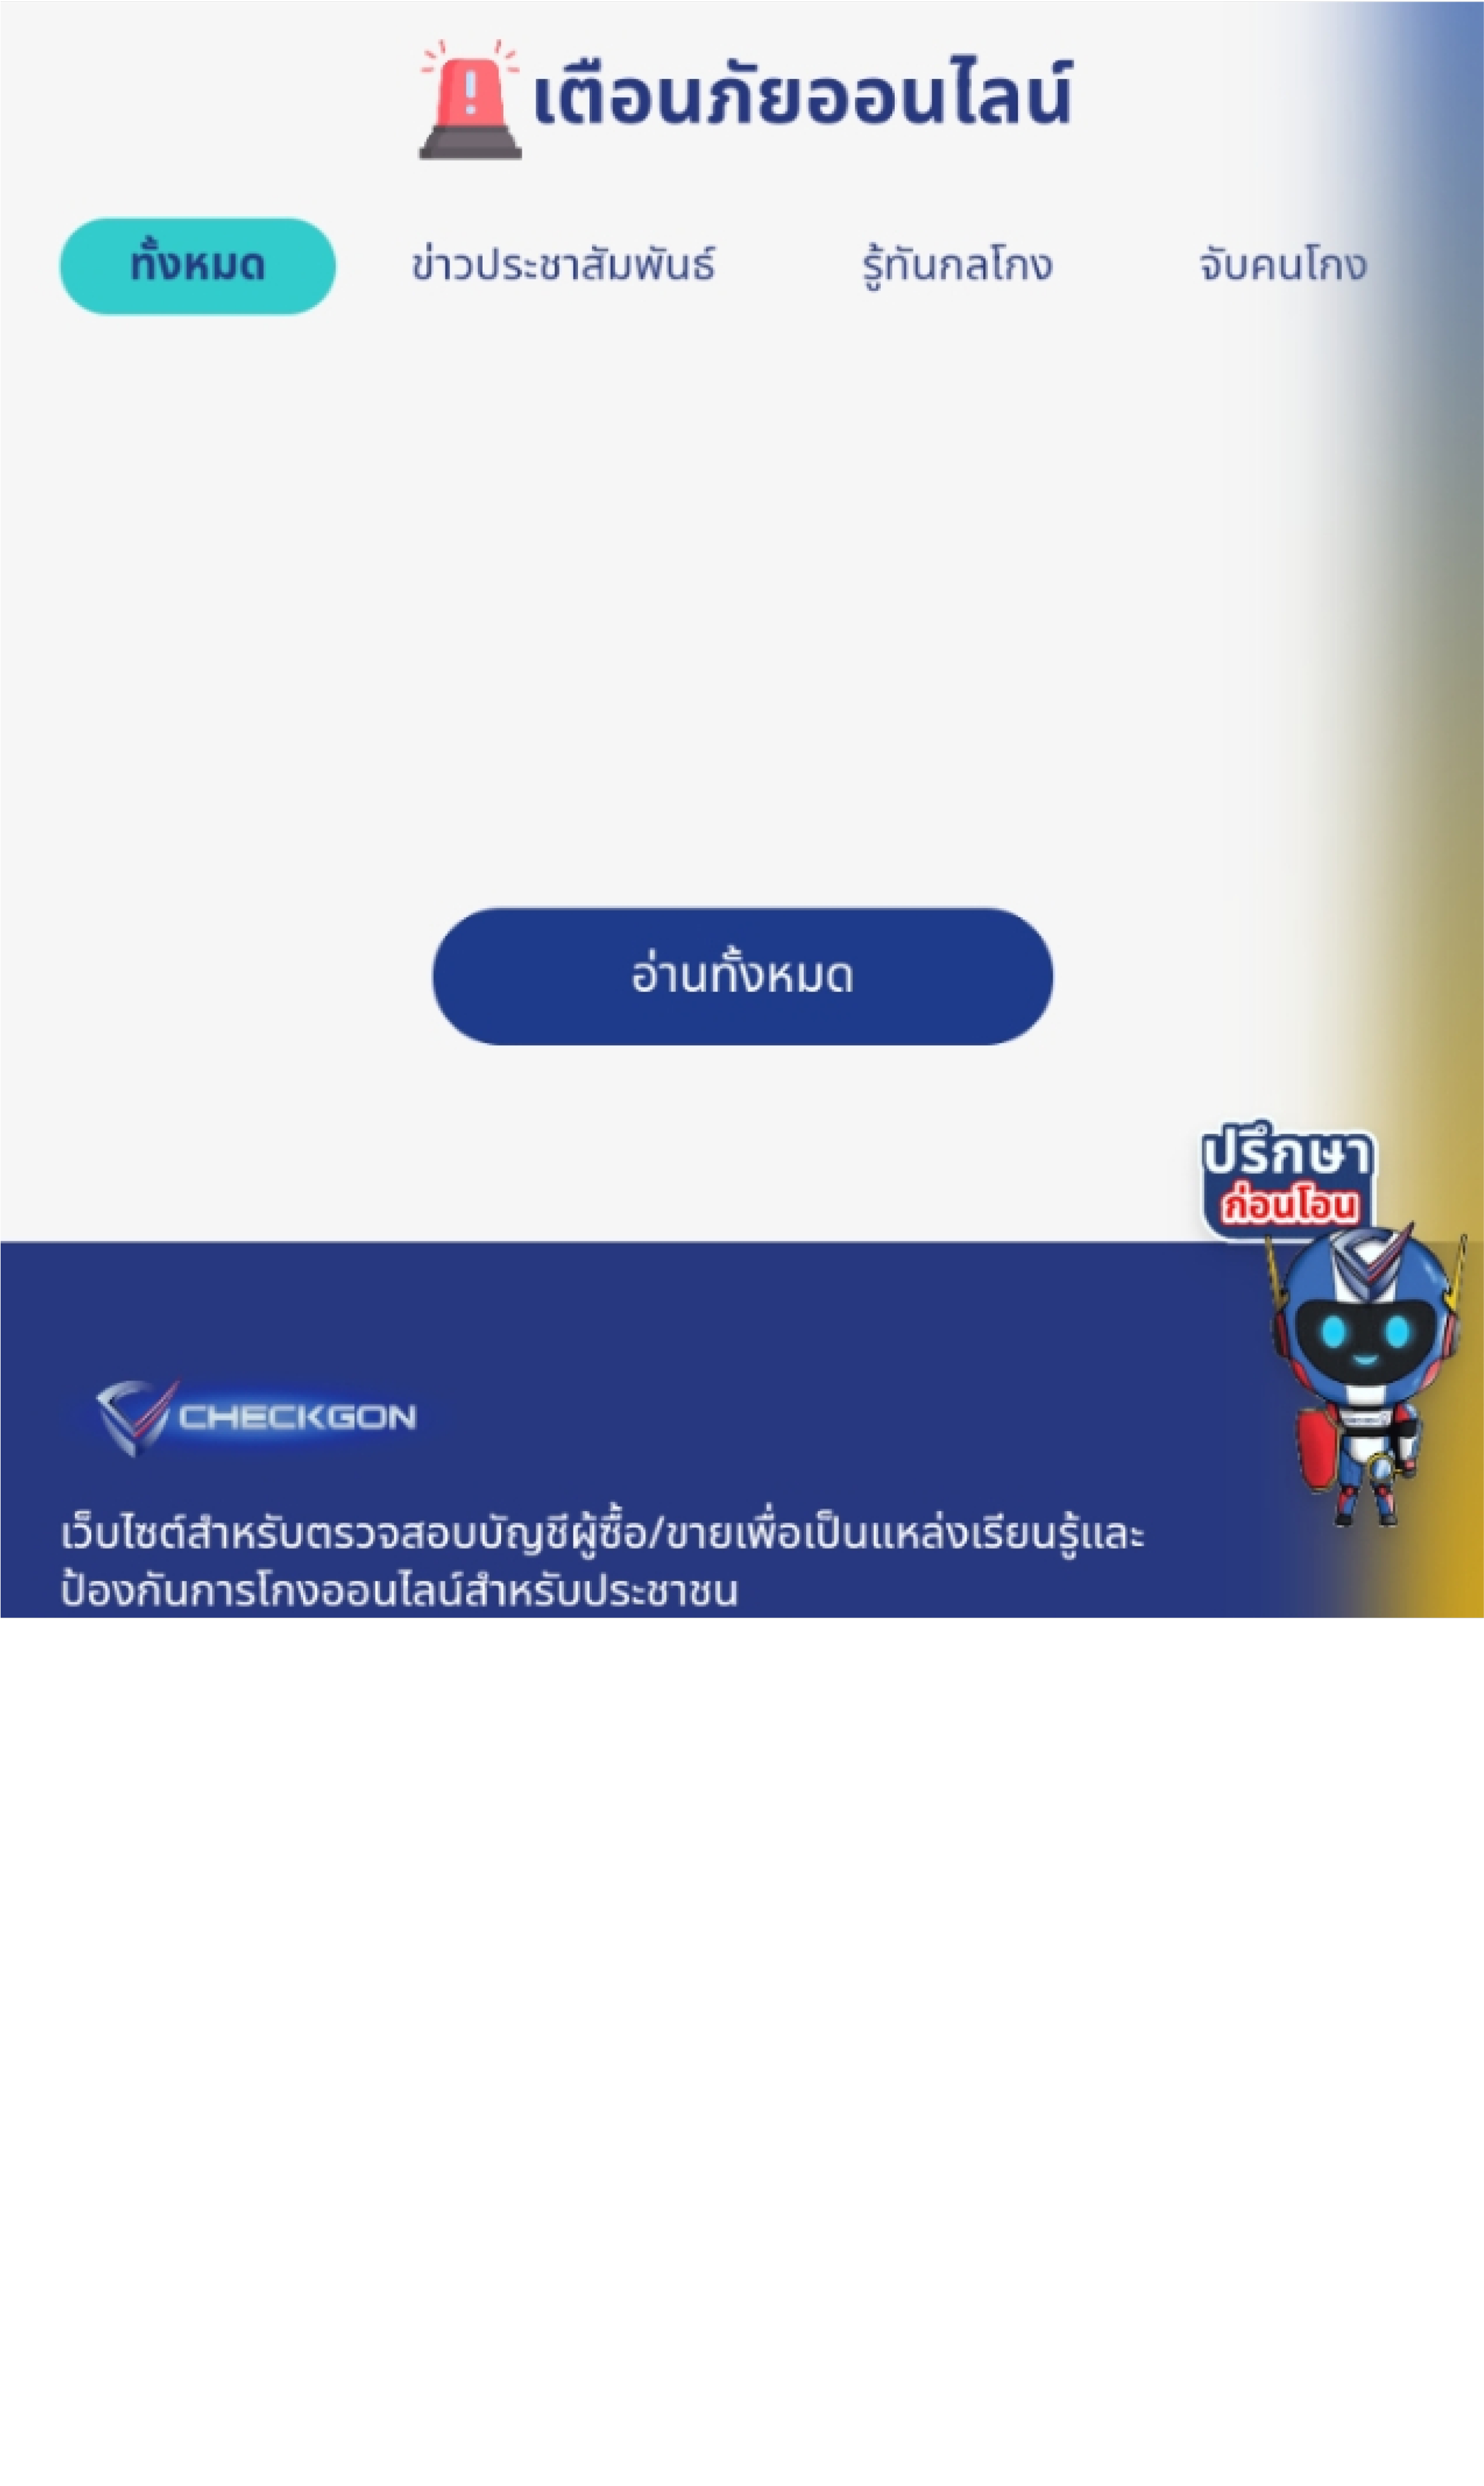 เตือนภัยออนไลน์
ทั้งหมด ข่าวประชาสัมพันธ์ รู้ทันกลโกง จับคนโกง
อ่านทั้งหมด
ปรึกษา
ก่อนโอน
CHECKGON
เว็บไซต์สำหรับตรวจสอบบัญชีผู้ซื้อ/ขายเพื่อเป็นแหล่งเรียนรู้และ
ป้องกันการโกงออนไลน์สำหรับประชาชน